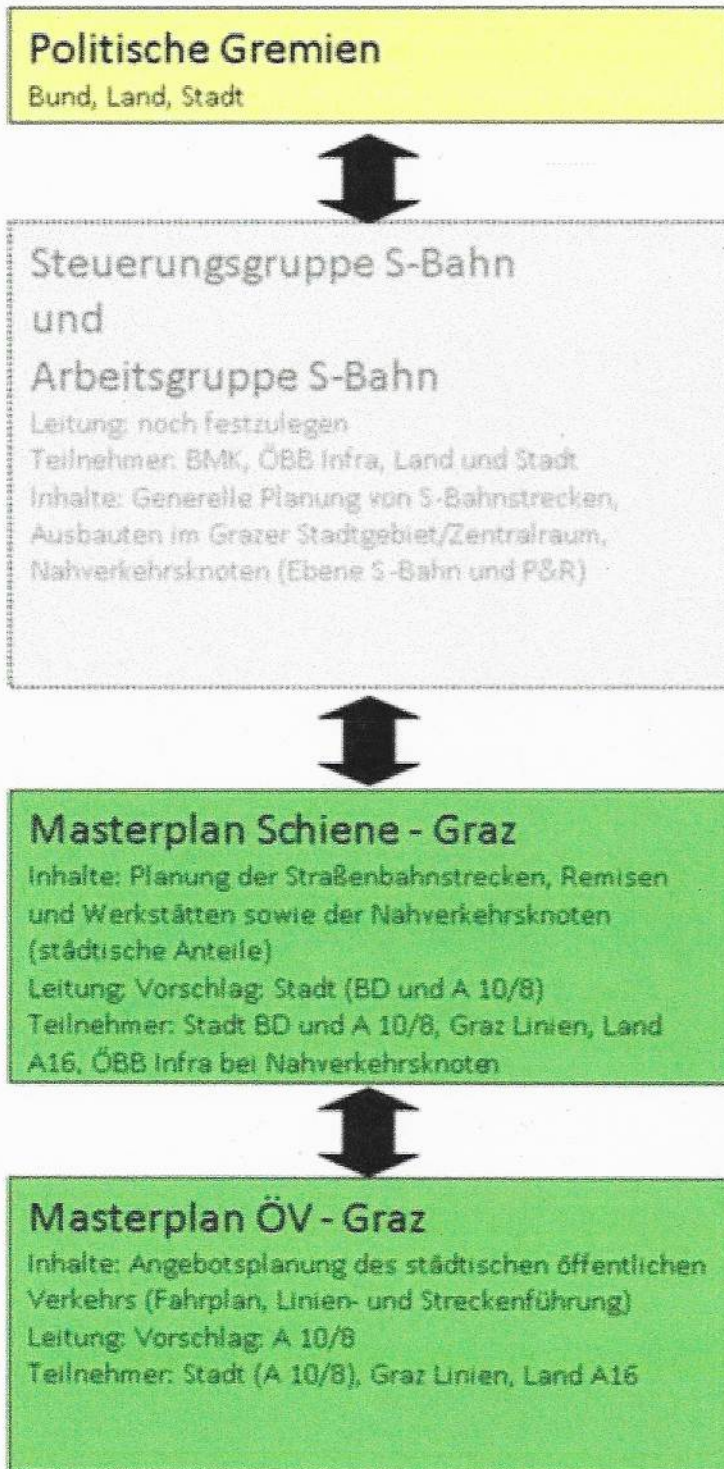 Politische Gremien
Bund, Land, Stadt
Steuerungsgruppe S-Bahn
und
Arbeitsgruppe S-Bahn
Leitung: noch festzulegen
Teilnehmer: BMK, ÖBB Infra, Land und Stadt
Inhalte: Generelle Planung von S-Bahnstrecken,
Ausbauten im Grazer Stadtgebiet/Zentralraum,
Nahverkehrsknoten (Ebene S-Bahn und P&R)
Masterplan Schiene - Graz
Inhalte: Planung der Straßenbahnstrecken, Remisen
und Werkstätten sowie der Nahverkehrsknoten
(städtische Anteile)
Leitung: Vorschlag: Stadt (BD und A 10/8)
Teilnehmer: Stadt BD und A 10/8, Graz Linien, Land
A16, ÖBB Infra bei Nahverkehrsknoten
Masterplan ÖV - Graz
Inhalte: Angebotsplanung des städtischen öffentlichen
Verkehrs (Fahrplan, Linien- und Streckenführung)
Leitung: Vorschlag: A 10/8
Teilnehmer: Stadt (A 10/8), Graz Linien, Land A16